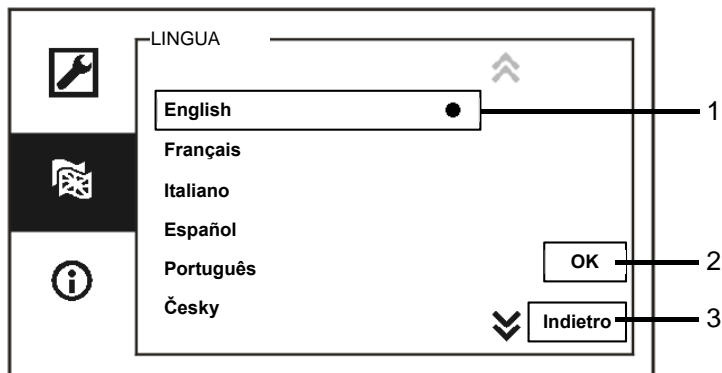 LINGUA
English
1
Français
Italiano
Español
Português
OK
2
Česky
Indietro
3